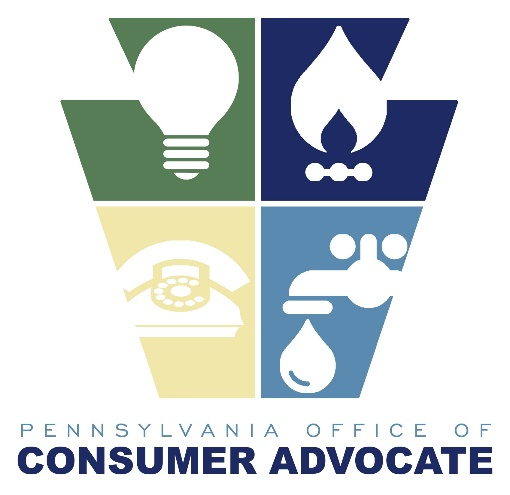 PENNSYLVANIA OFFICE OF
CONSUMER ADVOCATE